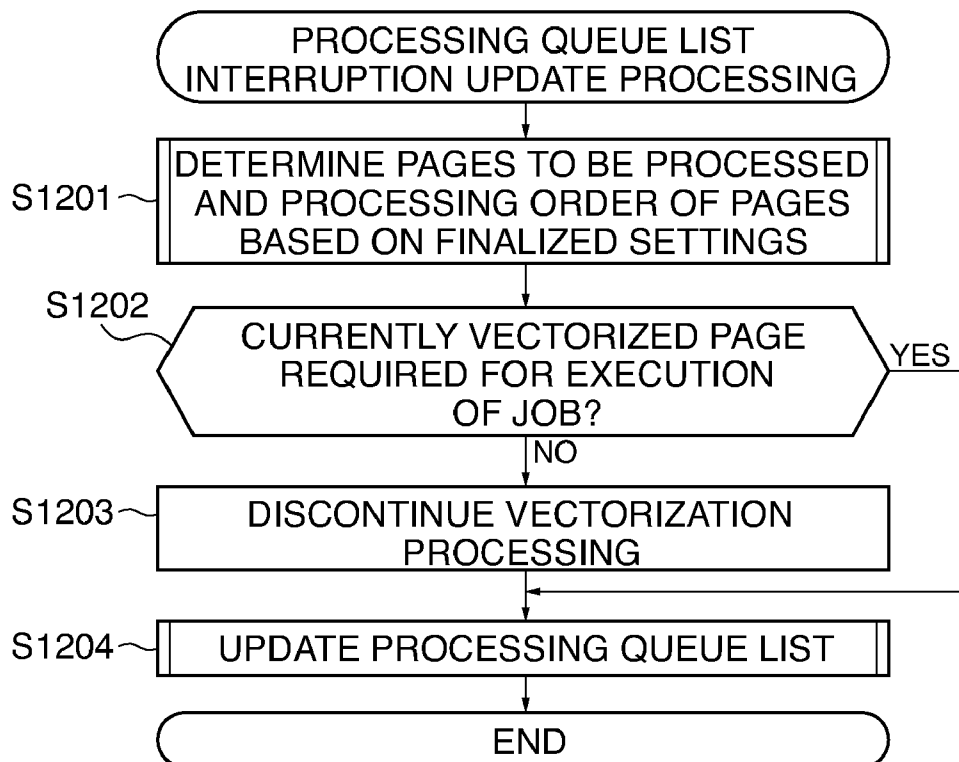 PROCESSING QUEUE LIST
INTERRUPTION UPDATE PROCESSING
S1201
DETERMINE PAGES TO BE PROCESSED
AND PROCESSING ORDER OF PAGES
BASED ON FINALIZED SETTINGS
S1202
CURRENTLY VECTORIZED PAGE
REQUIRED FOR EXECUTION
OF JOB?
YES
NO
S1203
DISCONTINUE VECTORIZATION
PROCESSING
S1204
UPDATE PROCESSING QUEUE LIST
END